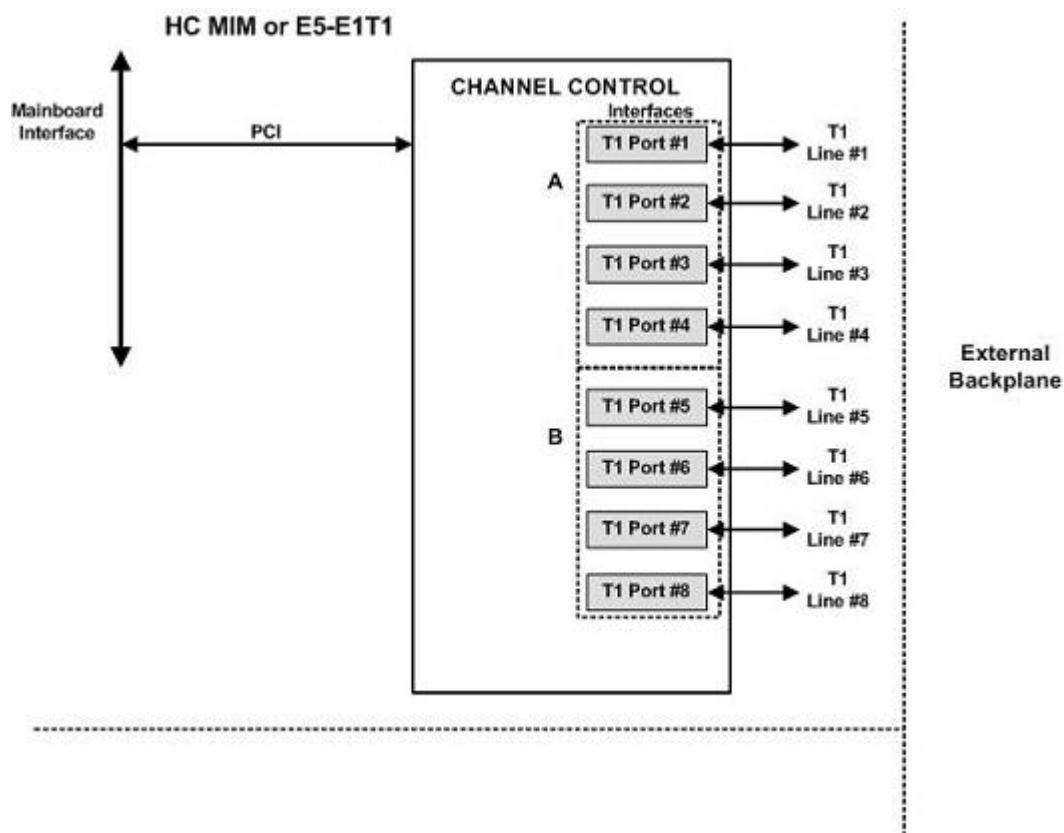 HC MIM or E5-E1T1
Mainboard
Interface
PCI
CHANNEL CONTROL
Interfaces
A
T1 Port #1
T1
Line #1
T1 Port #2
T1
Line #2
T1 Port #3
T1
Line #3
T1 Port #4
T1
Line #4
B
T1 Port #5
T1
Line #5
T1 Port #6
T1
Line #6
T1 Port #7
T1
Line #7
T1 Port #8
T1
Line #8
External
Backplane